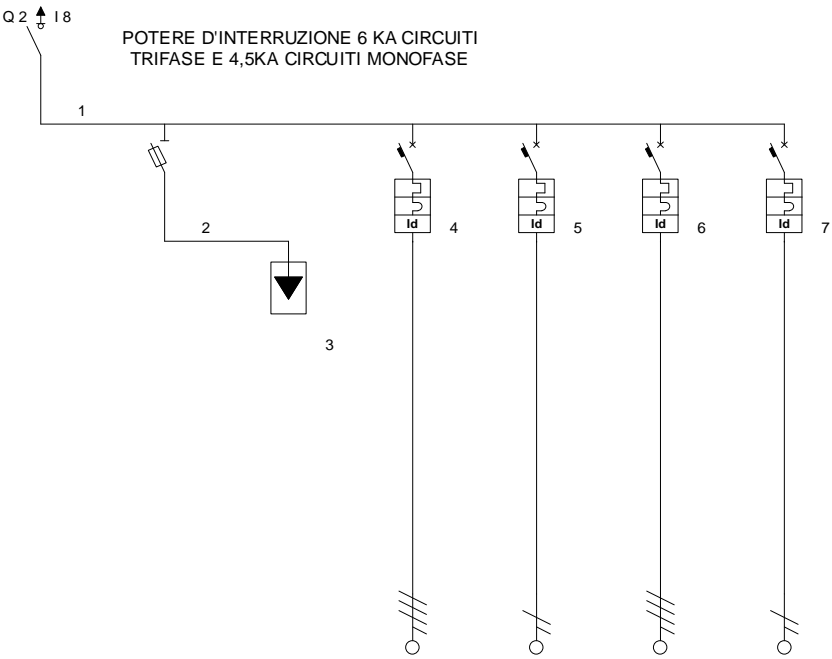 Q 2 I 8
POTERE D'INTERRUZIONE 6 KA CIRCUITI
TRIFASE E 4,5KA CIRCUITI MONOFASE
1
2
3
Id 4
Id 5
Id 6
Id 7